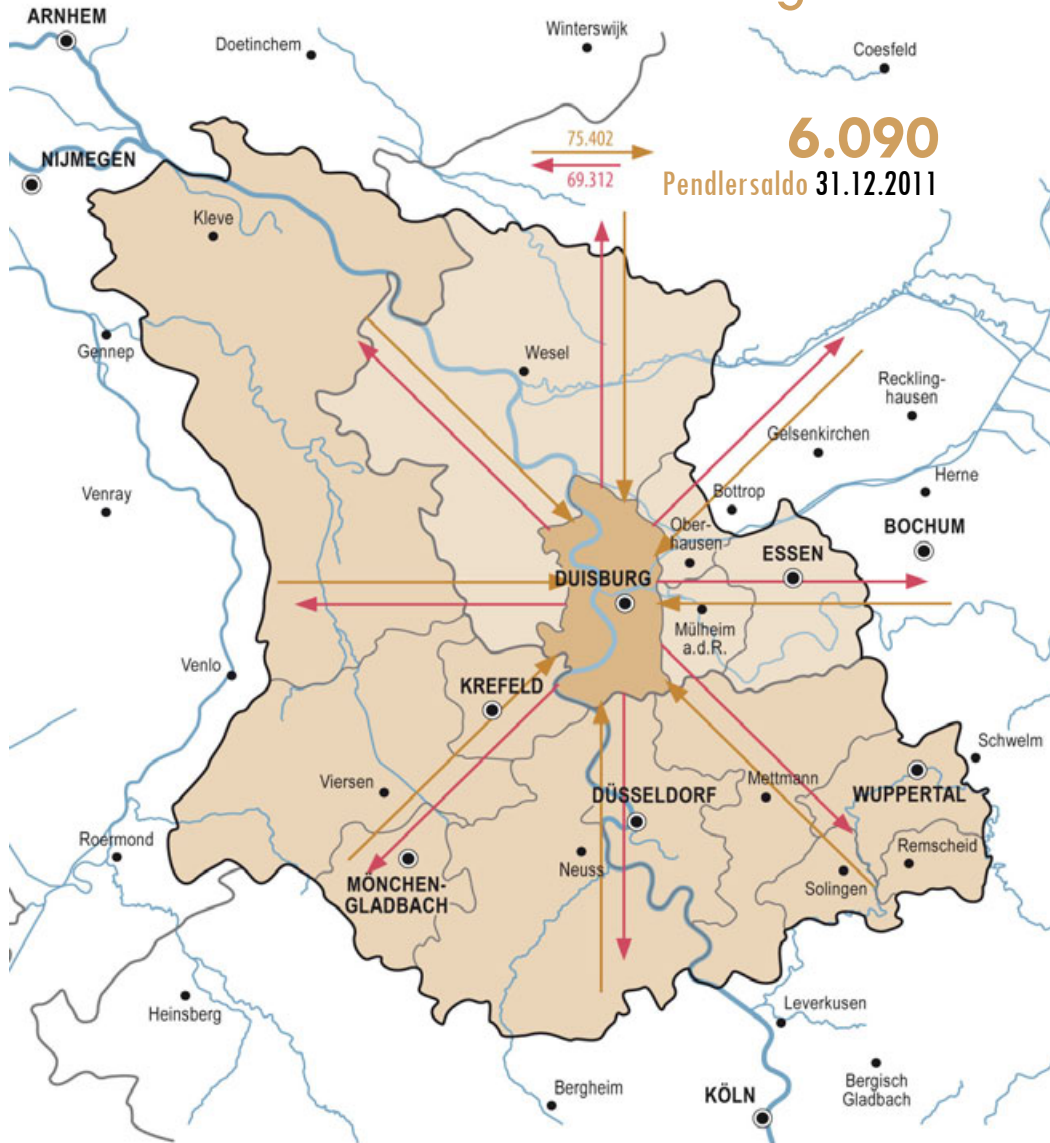 ARNHEM
Doetinchem
Winterswijk
Coesfeld
75.402
69.312
6.090
Pendlersaldo 31.12.2011
NIJMEGEN
Kleve
Gennep
Wesel
Reckling-
hausen
Gelsenkirchen
Herne
Venray
Bottrop
Ober-
hausen
BOCHUM
ESSEN
DUISBURG
Mülheim
a.d.R.
Venlo
KREFELD
Schwelm
Viersen
Mettmann
DÜSSELDORF
WUPPERTAL
Roermond
Remscheid
Neuss
Solingen
MÖNCHEN-
GLADBACH
Heinsberg
Leverkusen
Bergheim
KÖLN
Bergisch
Gladbach